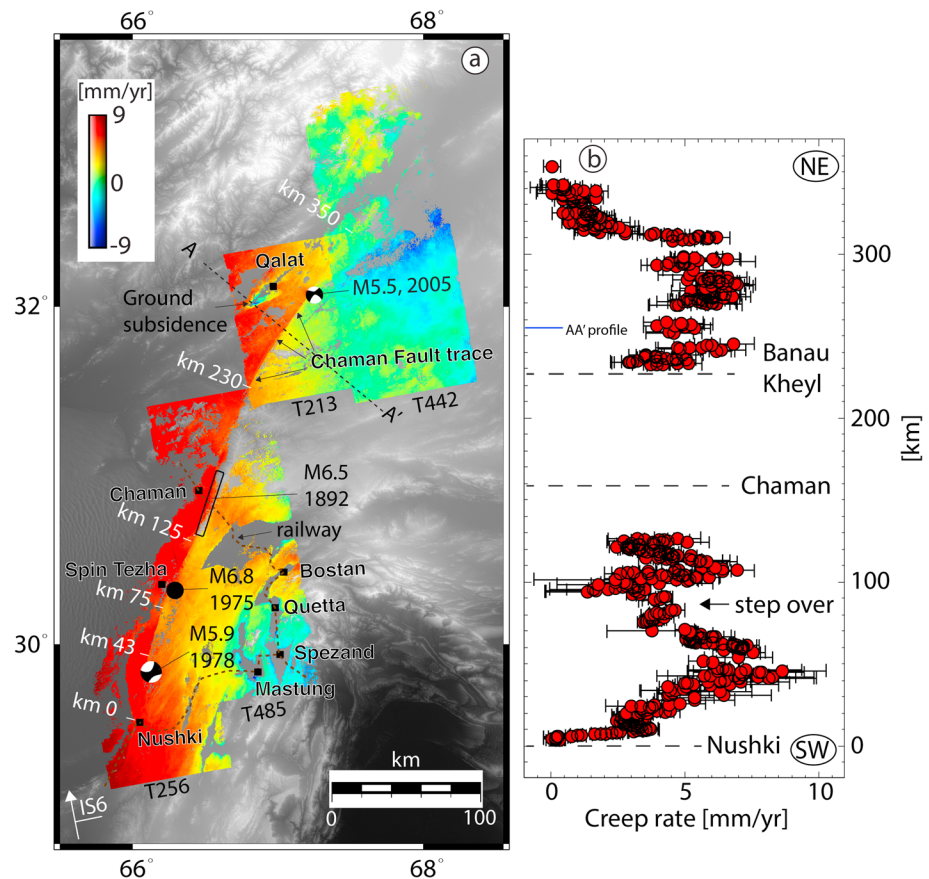 66°
68°
a
[mm/yr]
9
0
-9
km 350
A
Qalat
M5.5, 2005
Ground
subsidence
32°
Chaman Fault trace
km 230
T213
A'
T442
M6.5
1892
Chaman
km 125
railway
Spin Tezha
M6.8
1975
Bostan
km 75
Quetta
km 43
M5.9
1978
30°
Spezand
Mastung
km 0
T485
Nushki
T256
IS6
km
0
100
66°
68°
b
NE
300
AA' profile
Banau
Kheyl
200
[km]
Chaman
100
step over
Nushki
SW
0
0
5
10
Creep rate [mm/yr]